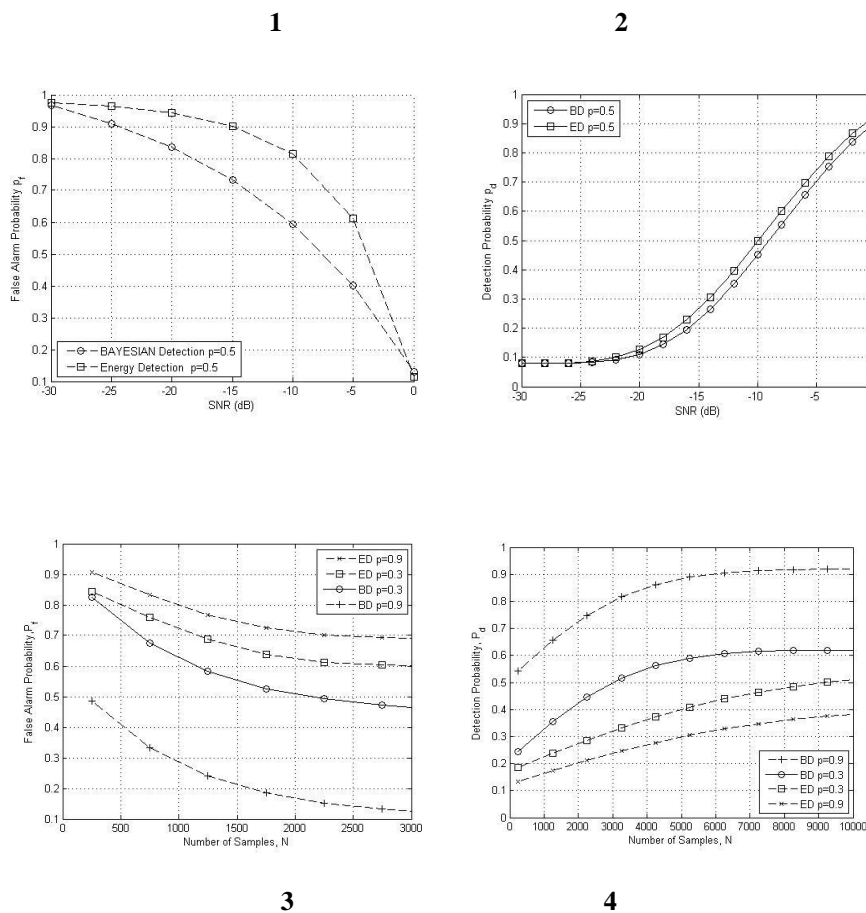 1
2
1
0.9
0.8
0.7
0.6
0.5
0.4
0.3
0.2
0.1
False Alarm Probability p_f
BAYESIAN Detection p=0.5
Energy Detection p=0.5
-30 -25 -20 -15 -10 -5 0
SNR (dB)
1
0.9
0.8
0.7
0.6
0.5
0.4
0.3
0.2
0.1
0
Detection Probability p_d
BD p=0.5
ED p=0.5
-30 -25 -20 -15 -10 -5
SNR (dB)
1
0.9
0.8
0.7
0.6
0.5
0.4
0.3
0.2
0.1
False Alarm Probability,P_f
ED p=0.9
ED p=0.3
BD p=0.3
BD p=0.9
0 500 1000 1500 2000 2500 3000
Number of Samples, N
1
0.9
0.8
0.7
0.6
0.5
0.4
0.3
0.2
0.1
0
Detection Probability, P_d
BD p=0.9
BD p=0.3
ED p=0.3
ED p=0.9
0 1000 2000 3000 4000 5000 6000 7000 8000 9000 10000
Number of Samples, N
3
4